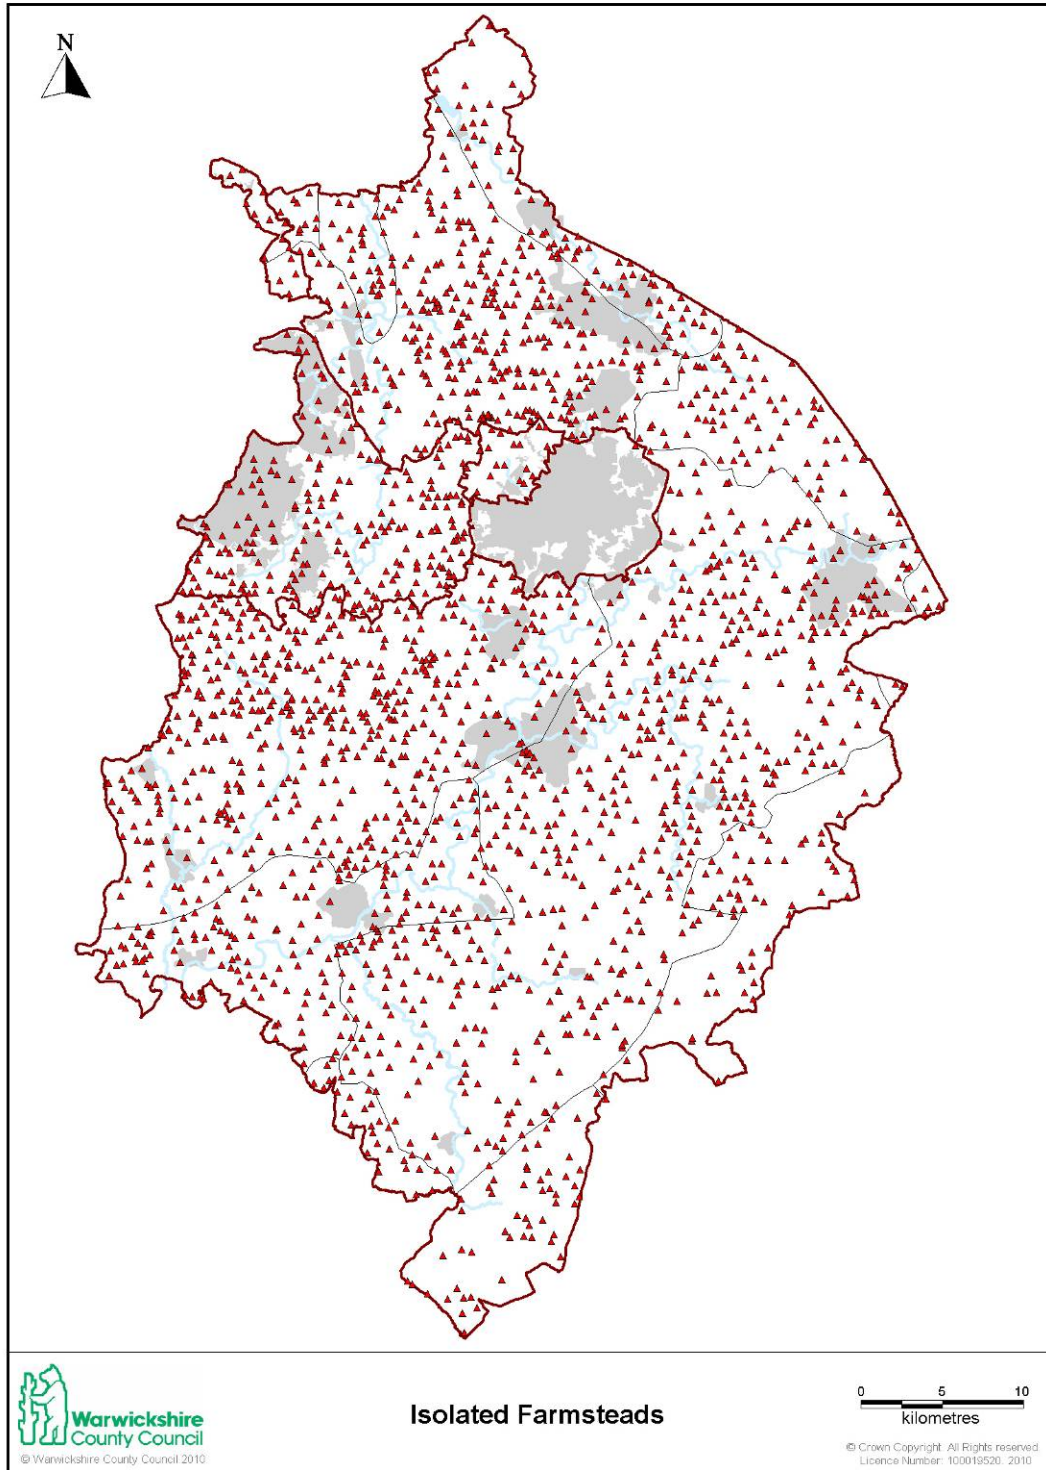 N
Warwickshire
County Council
© Warwickshire County Council 2010
Isolated Farmsteads
0 5 10
kilometres
© Crown Copyright. All Rights reserved.
Licence Number: 100019520. 2010